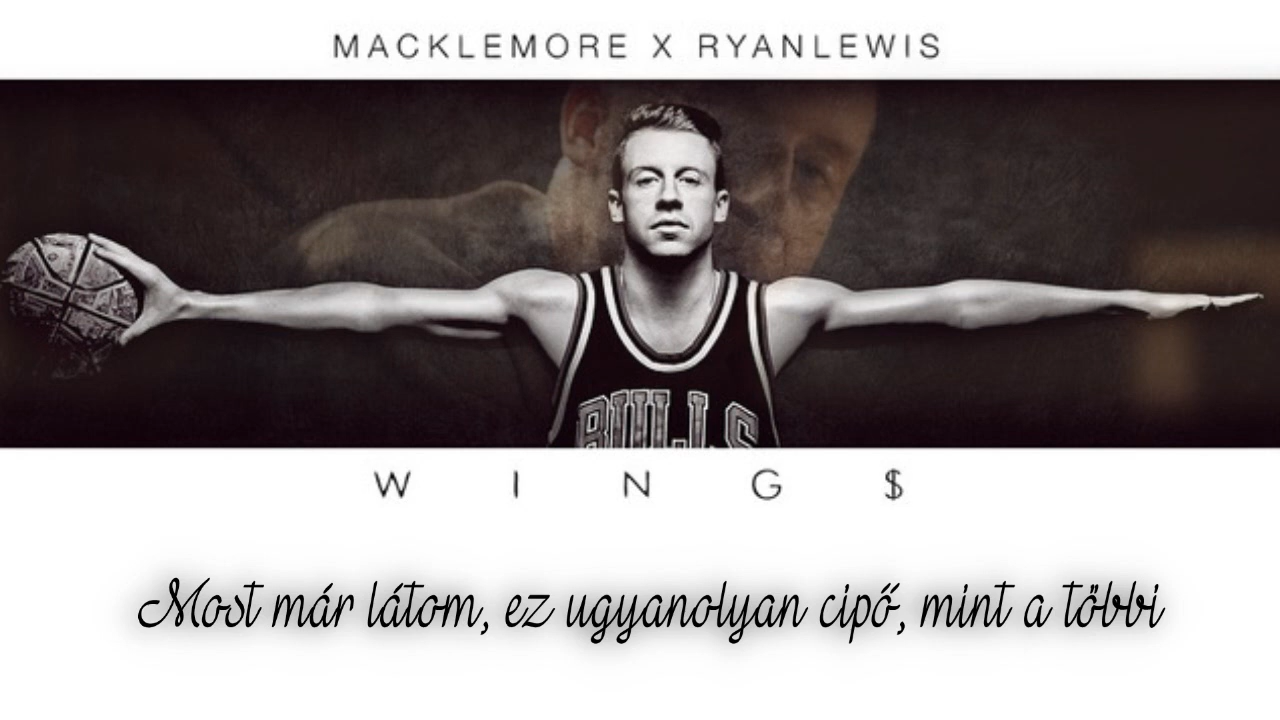 MACKLEMORE X RYANLEWIS
BULLS
W I N G $
Most már látom, ez ugyanolyan cipő, mint a többi